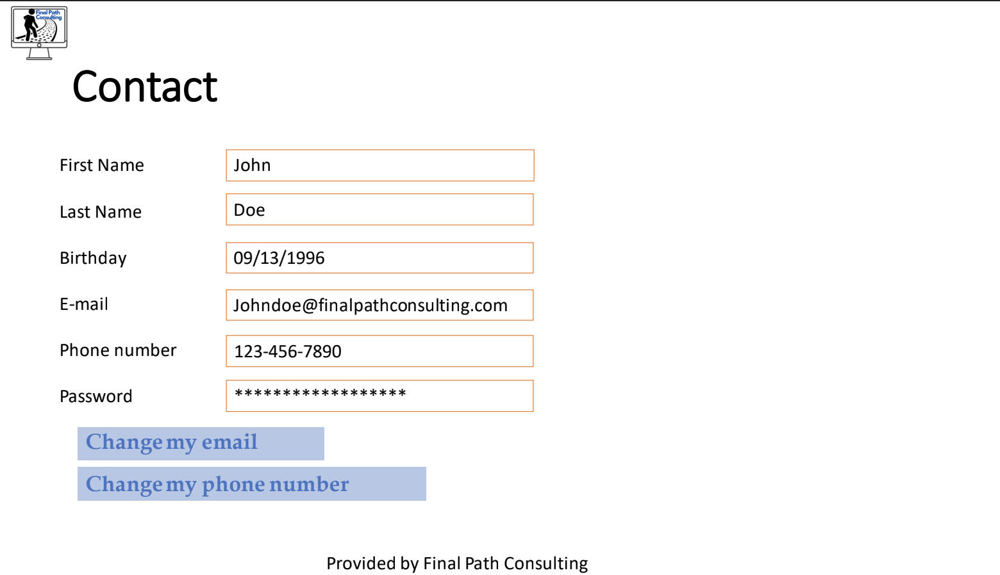 Final Path
Consulting
Contact
First Name
John
Last Name
Doe
Birthday
09/13/1996
E-mail
Johndoe@finalpathconsulting.com
Phone number
123-456-7890
Password
******************
Change my email
Change my phone number
Provided by Final Path Consulting